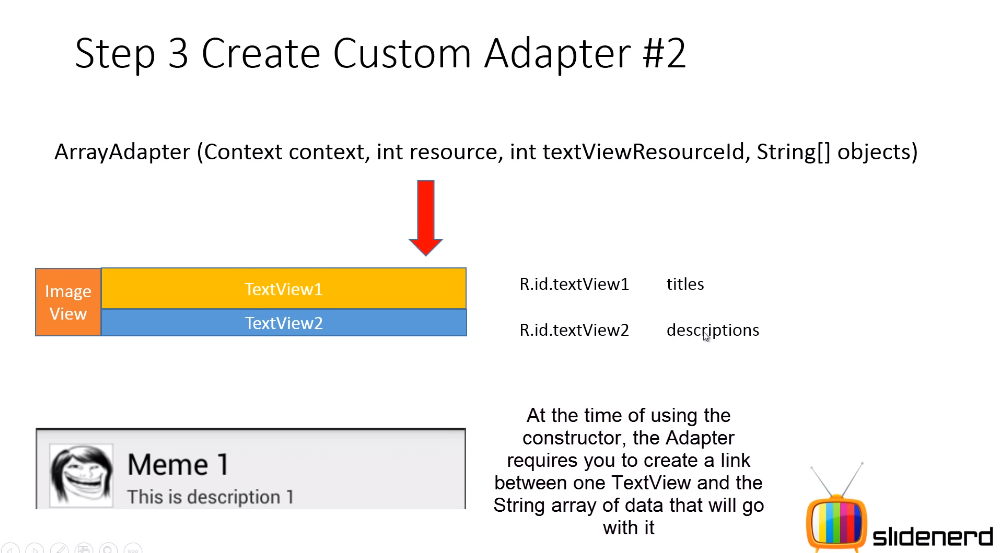 Step 3 Create Custom Adapter #2
ArrayAdapter (Context context, int resource, int textViewResourceId, String[] objects)
Image
View
TextView1
TextView2
R.id.textView1 titles
R.id.textView2 descriptions
Meme 1
This is description 1
At the time of using the
constructor, the Adapter
requires you to create a link
between one TextView and the
String array of data that will go
with it
slidenerd